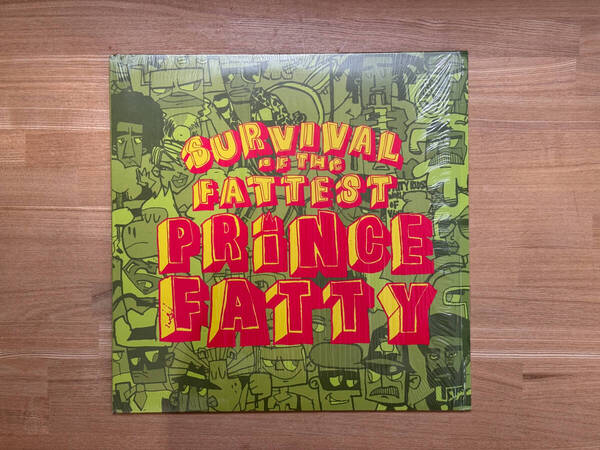 SURVIVAL
OF THE
FATTEST
PRINCE
FATTY